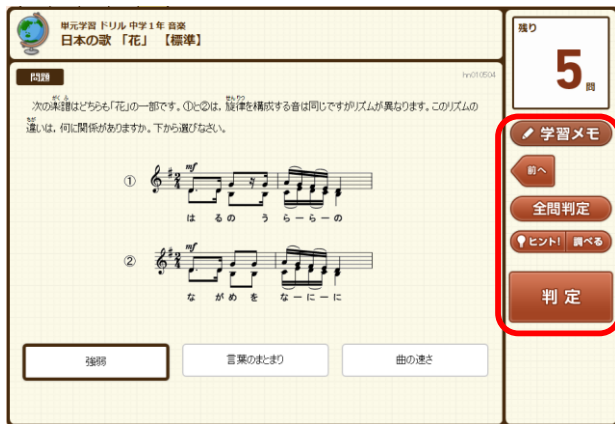 単元学習 ドリル 中学1年 音楽
日本の歌 「花」 【標準】
残り
5問
問題
hn010504
次の楽譜はどちらも「花」の一部です。①と②は、旋律を構成する音は同じですがリズムが異なります。このリズムの
違いは、何に関係がありますか。下から選びなさい。
① mf
はるの うらーらーの
② mf
ながめを なーにーに
強弱
言葉のまとまり
曲の速さ
学習メモ
前へ
全問判定
ヒント! 調べる
判定